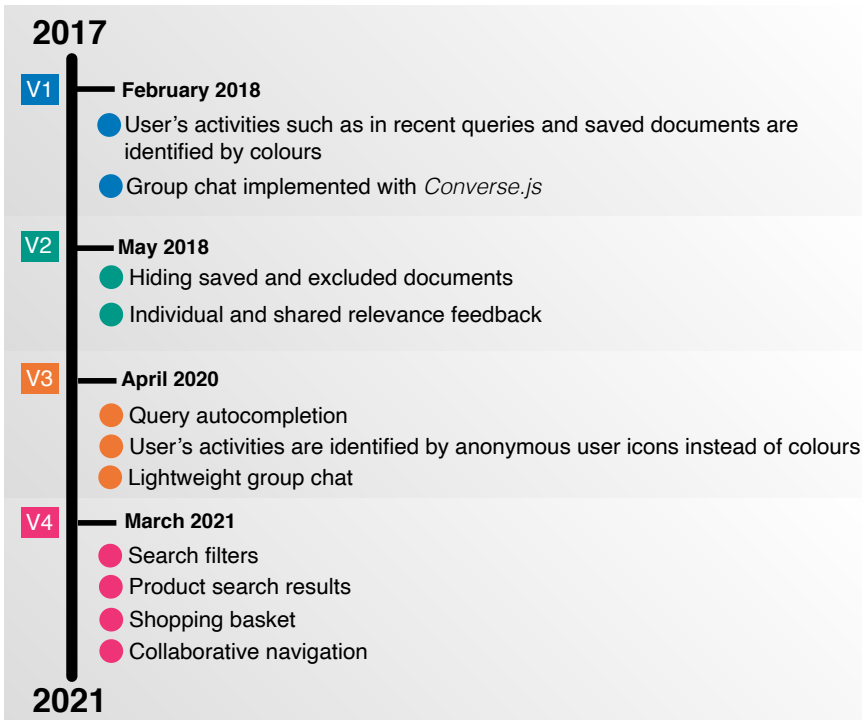 2017
V1
February 2018
User's activities such as in recent queries and saved documents are
identified by colours
Group chat implemented with Converse.js
V2
May 2018
Hiding saved and excluded documents
Individual and shared relevance feedback
V3
April 2020
Query autocompletion
User's activities are identified by anonymous user icons instead of colours
Lightweight group chat
V4
March 2021
Search filters
Product search results
Shopping basket
Collaborative navigation
2021